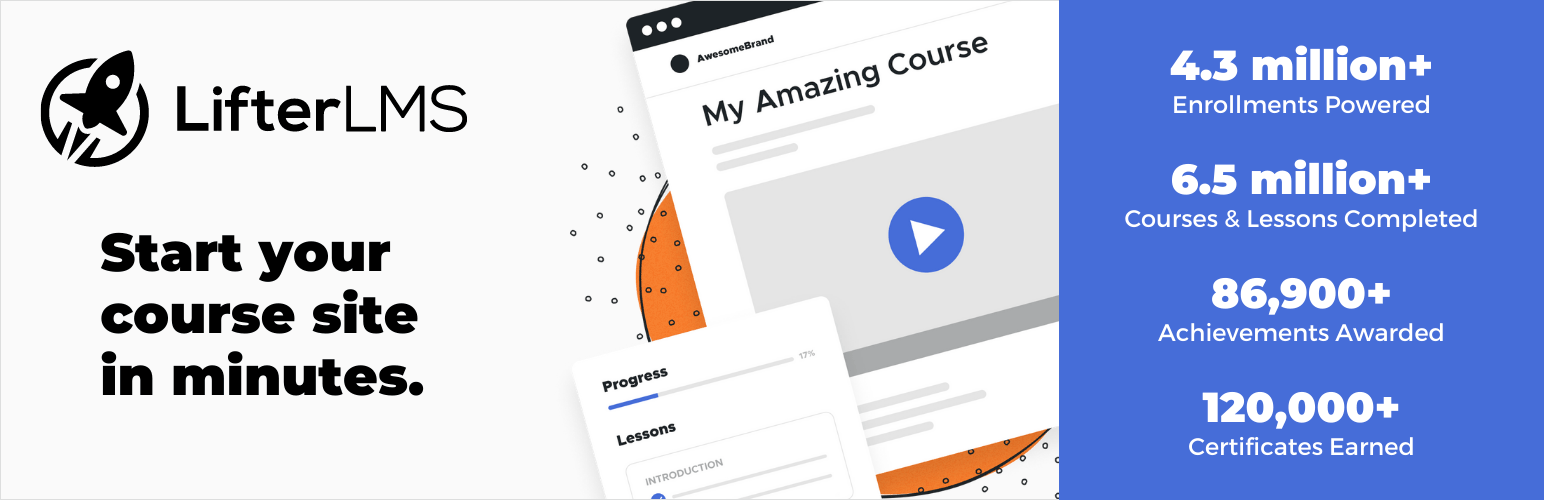 LifterLMS
Start your
course site
in minutes.
AwesomeBrand
My Amazing Course
Progress
17%
Lessons
INTRODUCTION
4.3 million+
Enrollments Powered
6.5 million+
Courses & Lessons Completed
86,900+
Achievements Awarded
120,000+
Certificates Earned